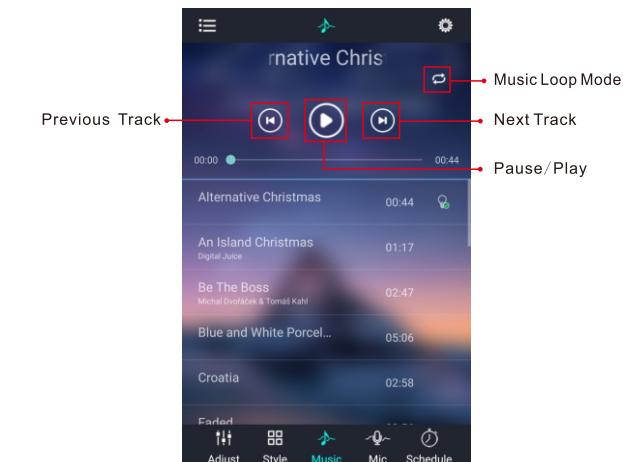 rnative Chris
Music Loop Mode
Previous Track
Next Track
00:00
00:44
Pause/Play
Alternative Christmas
00:44
An Island Christmas
Digital Juice
01:17
Be The Boss
Michal Dvořáček & Tomáš Kahl
02:47
Blue and White Porcel...
05:06
Croatia
02:58
Faded
Adjust
Style
Music
Mic
Schedule